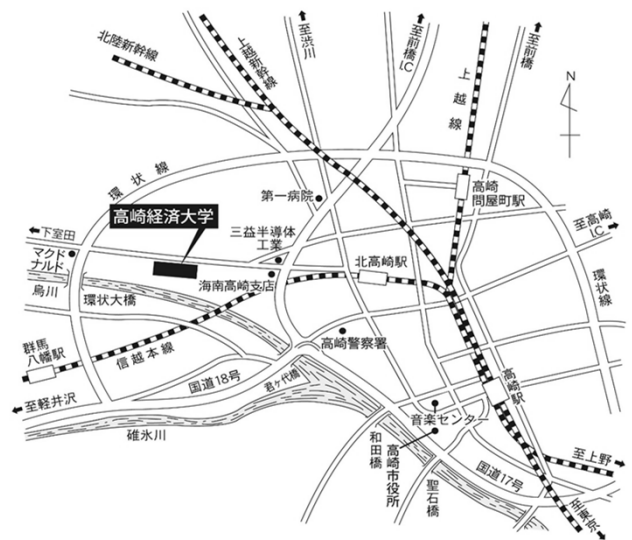 至渋川
至前橋I.C
至前橋
北陸新幹線
上越新幹線
上越線
N
環状線
第一病院
高崎
問屋町駅
高崎経済大学
下室田
三益半導体
工業
至高崎I.C
マクド
ナルド
北高崎駅
海南高崎支店
烏川
環状大橋
環状線
高崎警察署
群馬
八幡駅
信越本線
国道18号
君ヶ代橋
高崎駅
至軽井沢
音楽センター
碓氷川
和田橋
高崎市役所
聖石橋
国道17号
至上野
至東京